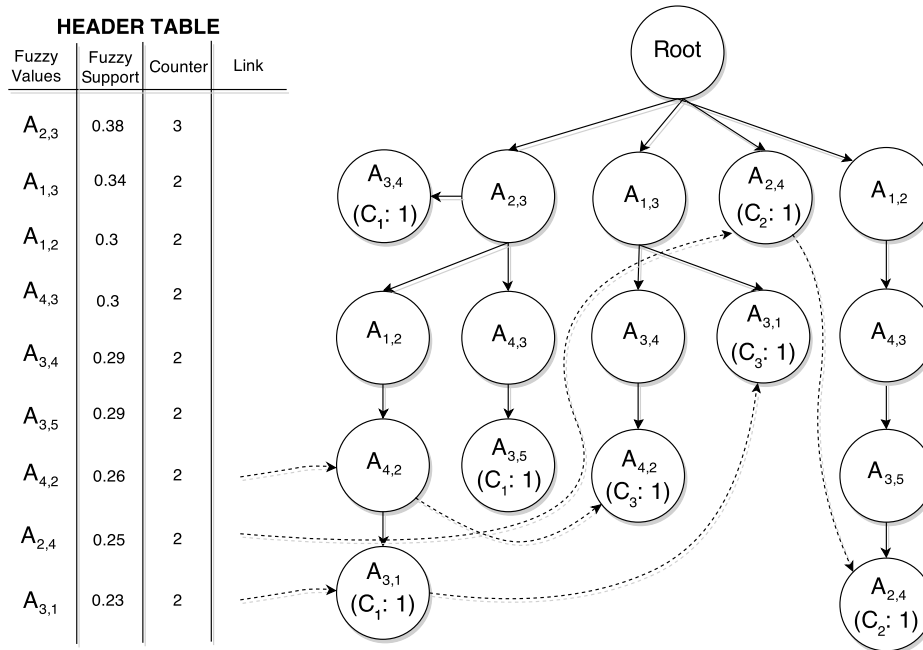 HEADER TABLE
Fuzzy Values Fuzzy Support Counter Link
A2,3 0.38 3
A1,3 0.34 2
A1,2 0.3 2
A4,3 0.3 2
A3,4 0.29 2
A3,5 0.29 2
A4,2 0.26 2
A2,4 0.25 2
A3,1 0.23 2
Root
A3,4
(C1: 1)
A2,3
A1,3
A2,4
(C2: 1)
A1,2
A1,2
A4,3
A3,4
A3,1
(C3: 1)
A4,3
A4,2
A3,5
(C1: 1)
A4,2
(C3: 1)
A3,5
A3,1
(C1: 1)
A2,4
(C2: 1)